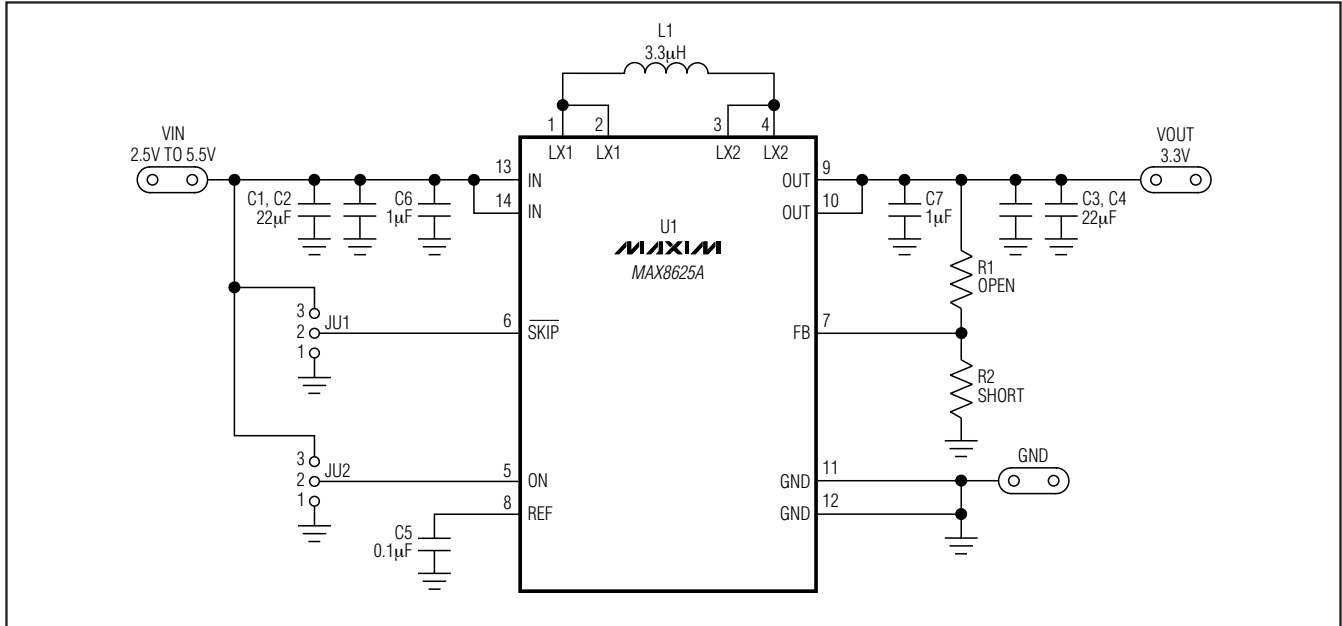 L1
3.3μH
1
2
3
4
LX1
LX1
LX2
LX2
VIN
2.5V TO 5.5V
VOUT
3.3V
13
IN
14
IN
C1, C2
22μF
C6
1μF
OUT
9
OUT
10
C7
1μF
C3, C4
22μF
U1
MAXIM
MAX8625A
R1
OPEN
3
2
1
JU1
6
SKIP
7
FB
R2
SHORT
3
2
1
JU2
5
ON
8
REF
C5
0.1μF
11
GND
12
GND
GND